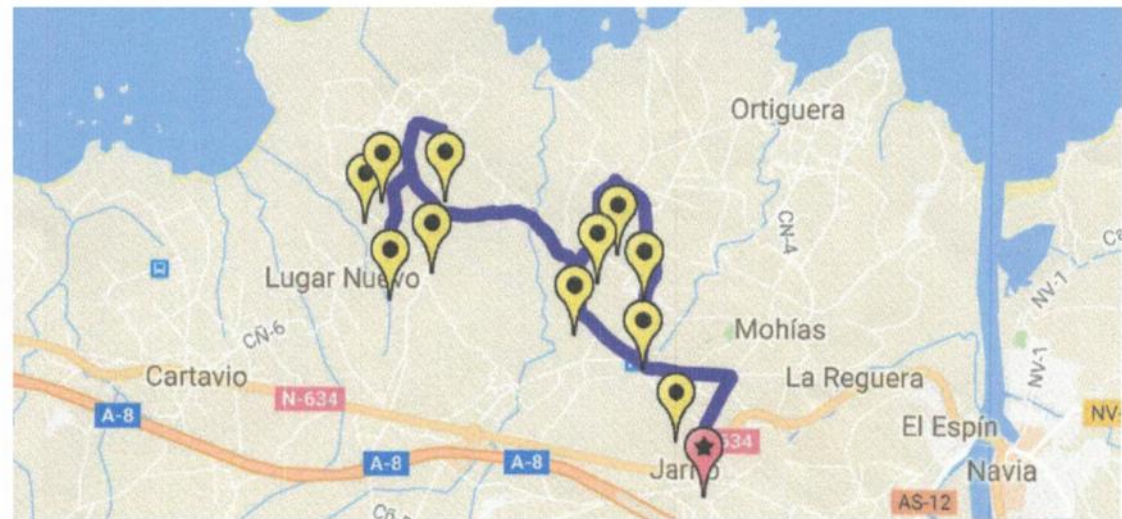 Ortiguera
CN-4
Lugar Nuevo
NV-1
CÑ-6
Mohías
NV-1
Cartavio
La Reguera
N-634
A-8
NV-
634
El Espín
A-8
A-8
Jarrio
Navia
AS-12